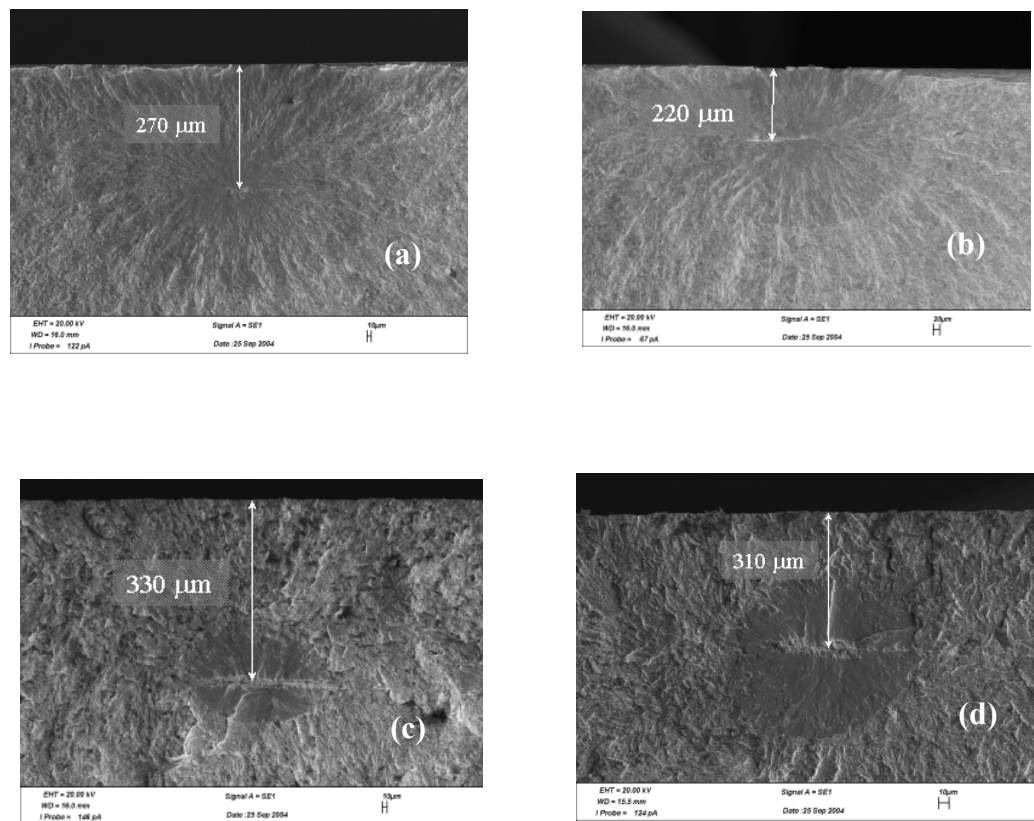 270 μm
(a)
EHT = 20.00 kV
WD = 16.0 mm
I Probe = 122 pA
Signal A = SE1
Date :25 Sep 2004
10μm
220 μm
(b)
EHT = 20.00 kV
WD = 16.0 mm
I Probe = 67 pA
Signal A = SE1
Date :25 Sep 2004
20μm
330 μm
(c)
EHT = 20.00 kV
WD = 16.0 mm
I Probe = 146 pA
Signal A = SE1
Date :25 Sep 2004
10μm
310 μm
(d)
EHT = 20.00 kV
WD = 15.5 mm
I Probe = 124 pA
Signal A = SE1
Date :25 Sep 2004
10μm